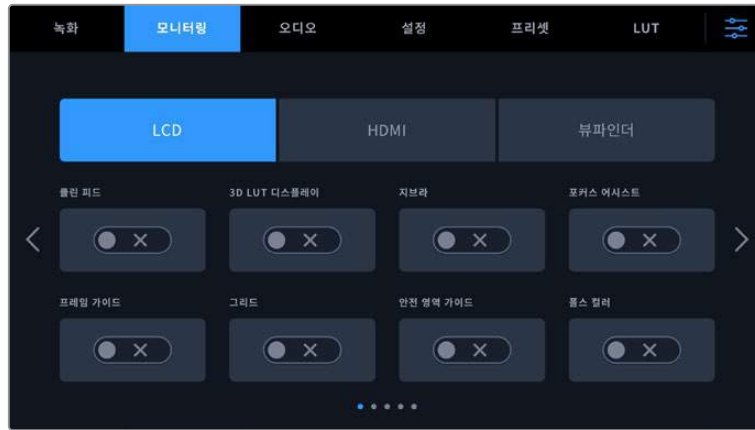 녹화 모니터링 오디오 설정 프리셋 LUT
LCD HDMI 뷰파인더
클린 피드 3D LUT 디스플레이 지브라 포커스 어시스트
프레임 가이드 그리드 안전 영역 가이드 폴스 컬러